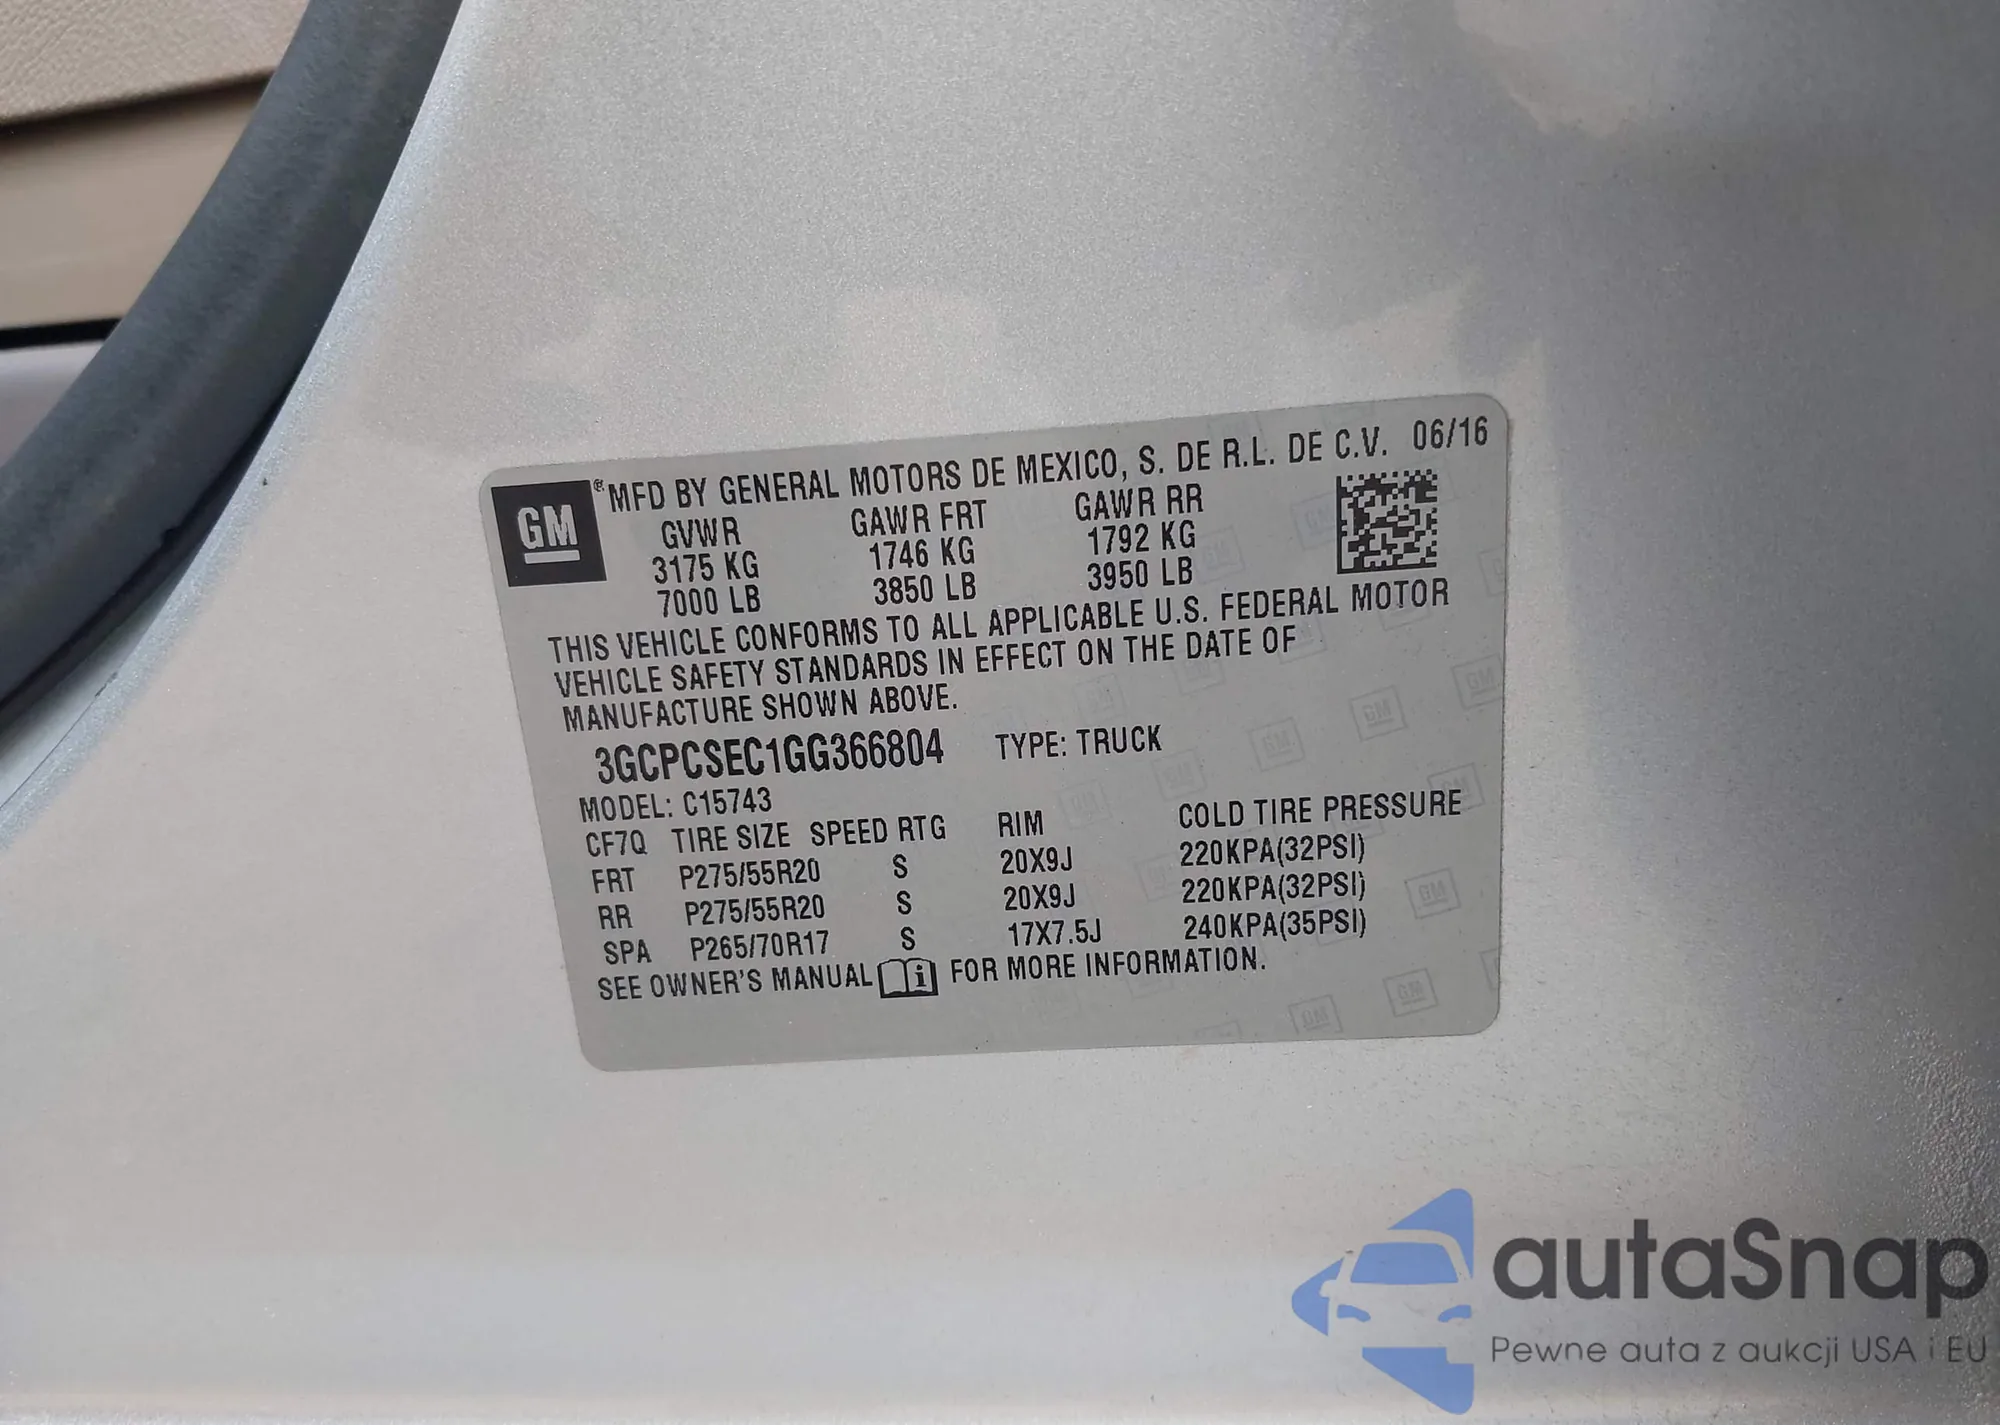 GM
® MFD BY GENERAL MOTORS DE MEXICO, S. DE R.L. DE C.V. 06/16
GVWR GAWR FRT GAWR RR
3175 KG 1746 KG 1792 KG
7000 LB 3850 LB 3950 LB
THIS VEHICLE CONFORMS TO ALL APPLICABLE U.S. FEDERAL MOTOR
VEHICLE SAFETY STANDARDS IN EFFECT ON THE DATE OF
MANUFACTURE SHOWN ABOVE.
3GCPCSEC1GG366804 TYPE: TRUCK
MODEL: C15743
CF7Q TIRE SIZE SPEED RTG RIM COLD TIRE PRESSURE
FRT P275/55R20 S 20X9J 220KPA(32PSI)
RR P275/55R20 S 20X9J 220KPA(32PSI)
SPA P265/70R17 S 17X7.5J 240KPA(35PSI)
SEE OWNER'S MANUAL i FOR MORE INFORMATION.
autaSnap
Pewne auta z aukcji USA i EU